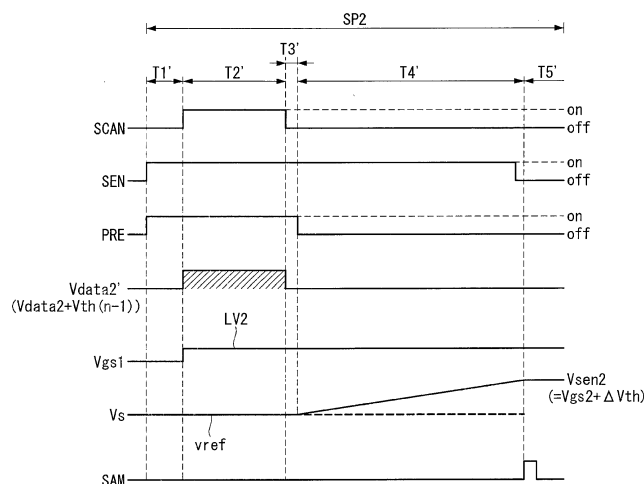 SP2
T3'
T1' T2' T4' T5'
on
SCAN off
on
SEN off
on
PRE off
Vdata2'
(Vdata2+Vth(n-1))
LV2
Vgs1
Vsen2
(=Vgs2+ΔVth)
Vs
vref
SAM